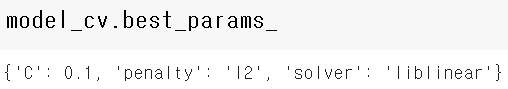 model_cv.best_params_
{'C': 0.1, 'penalty': 'l2', 'solver': 'liblinear'}